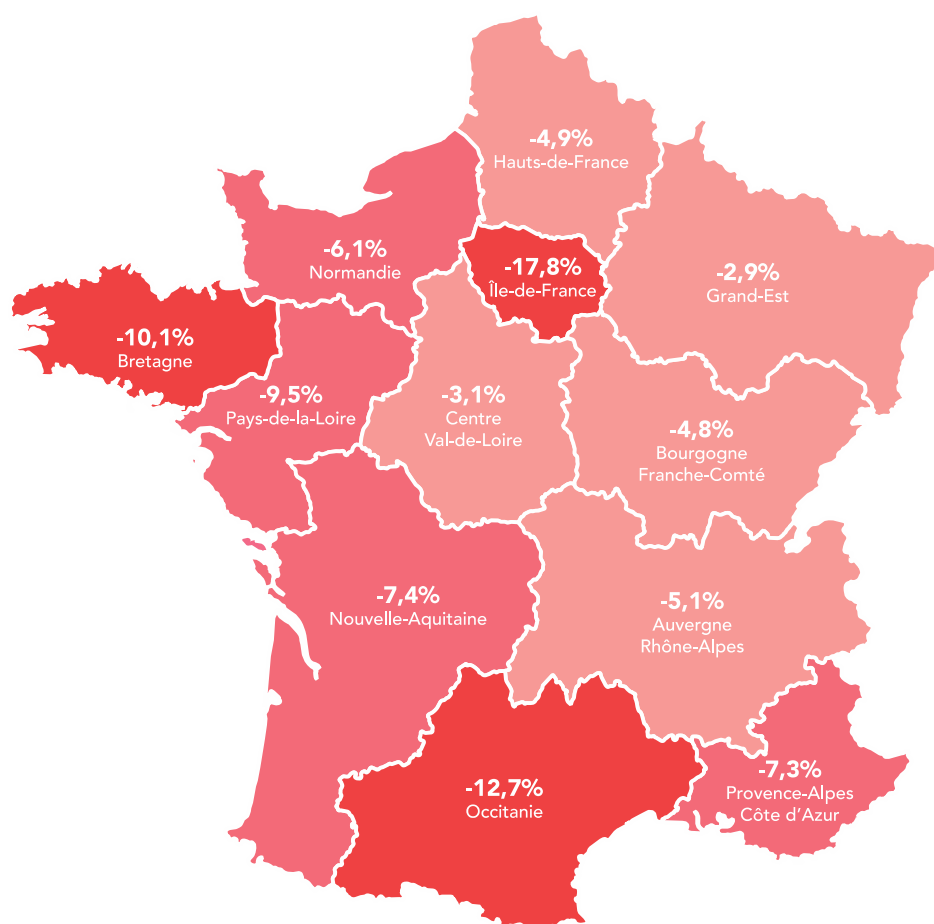 -4,9%
Hauts-de-France
-6,1%
Normandie
-17,8%
Île-de-France
-2,9%
Grand-Est
-10,1%
Bretagne
-9,5%
Pays-de-la-Loire
-3,1%
Centre
Val-de-Loire
-4,8%
Bourgogne
Franche-Comté
-7,4%
Nouvelle-Aquitaine
-5,1%
Auvergne
Rhône-Alpes
-12,7%
Occitanie
-7,3%
Provence-Alpes
Côte d'Azur